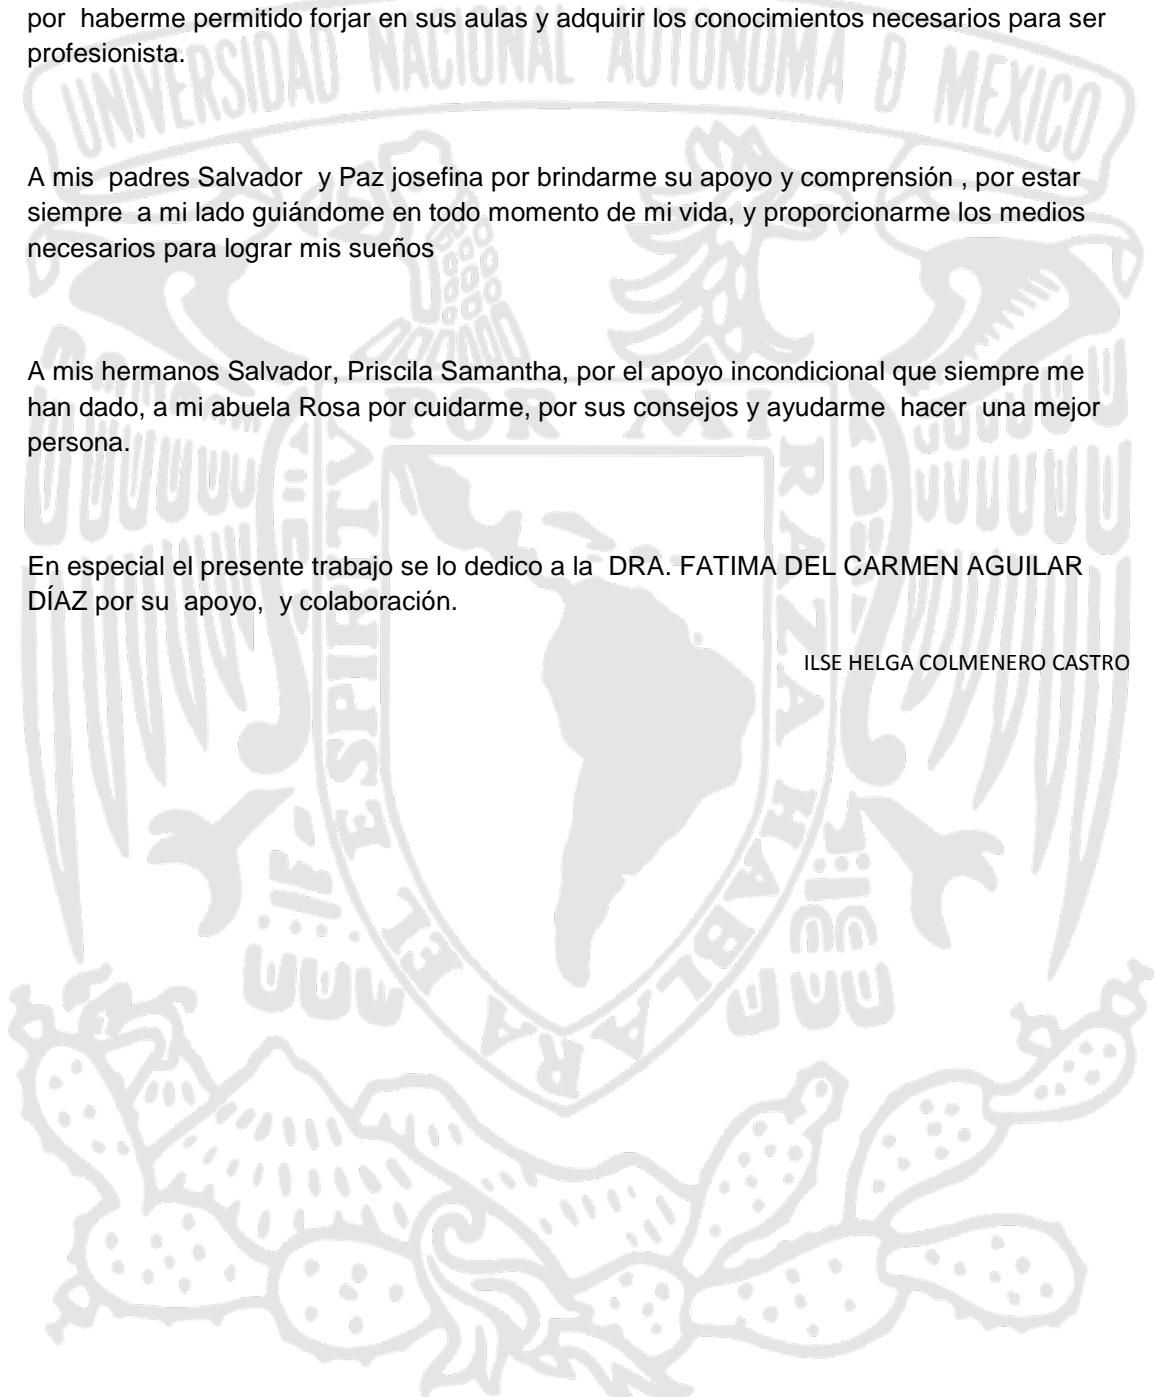 por haberme permitido forjar en sus aulas y adquirir los conocimientos necesarios para ser
profesionista.
UNIVERSIDAD NACIONAL AUTONOMA D MEXICO
A mis padres Salvador y Paz josefina por brindarme su apoyo y comprensión , por estar
siempre a mi lado guiándome en todo momento de mi vida, y proporcionarme los medios
necesarios para lograr mis sueños
A mis hermanos Salvador, Priscila Samantha, por el apoyo incondicional que siempre me
han dado, a mi abuela Rosa por cuidarme, por sus consejos y ayudarme hacer una mejor
persona.
POR MI RAZA HABLARA EL ESPIRITV
En especial el presente trabajo se lo dedico a la DRA. FATIMA DEL CARMEN AGUILAR
DÍAZ por su apoyo, y colaboración.
ILSE HELGA COLMENERO CASTRO